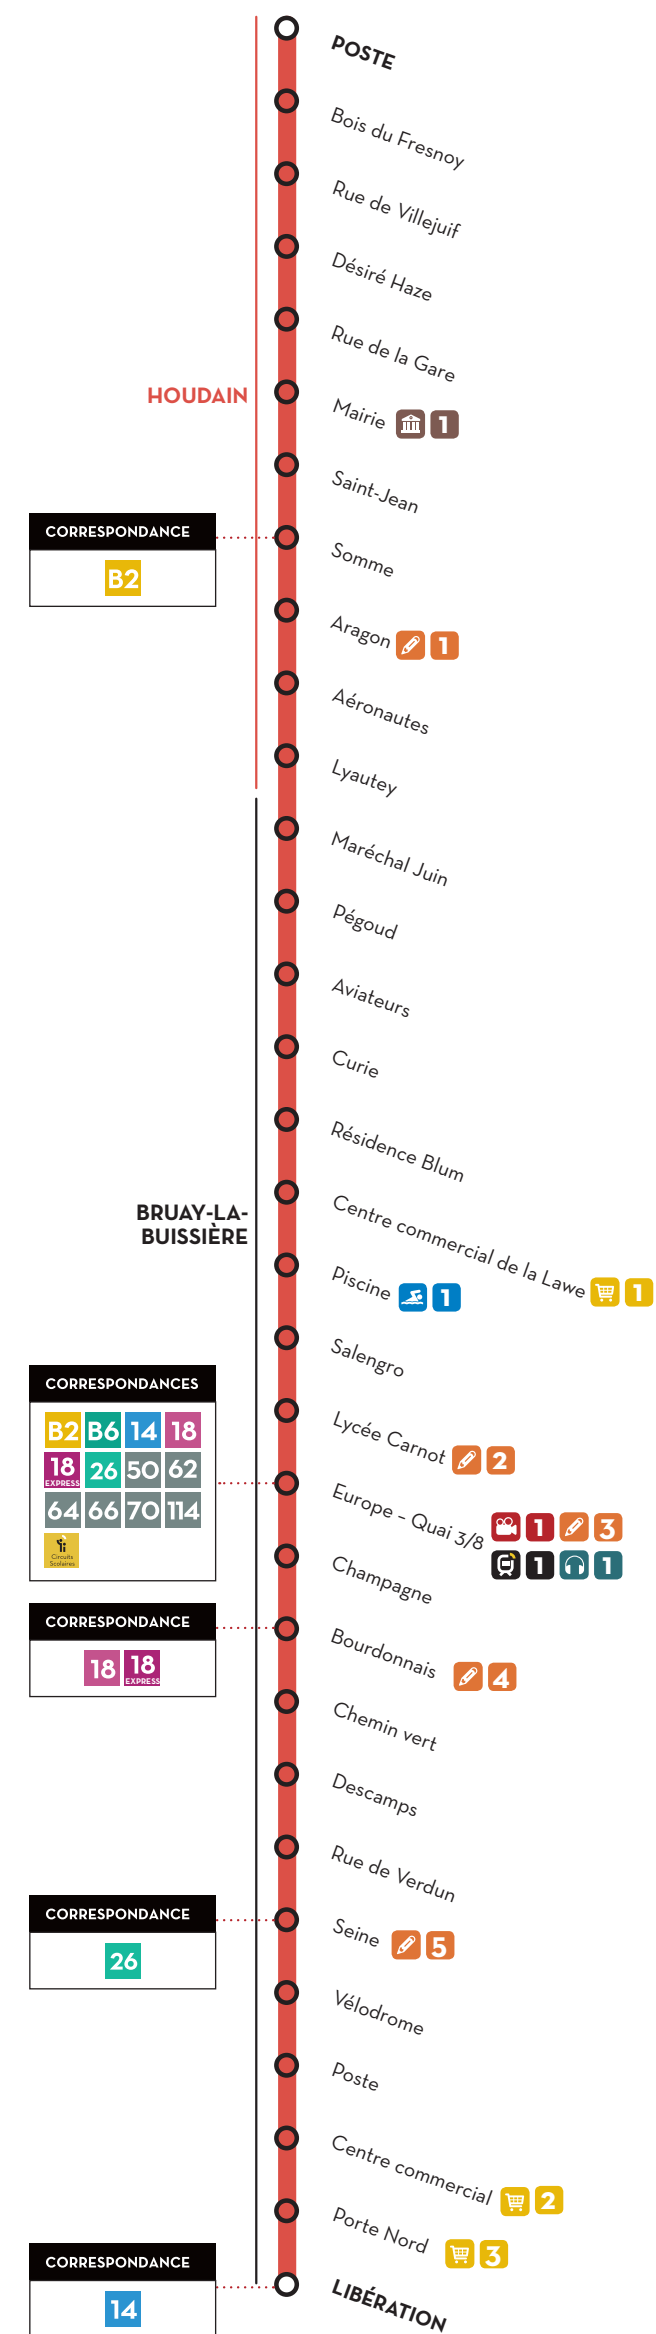 POSTE
Bois du Fresnoy
Rue de Villejuif
Désiré Haze
Rue de la Gare
HOUDAIN
Mairie 1
Saint-Jean
CORRESPONDANCE
B2
Somme
Aragon 1
Aéronautes
Lyautey
Maréchal Juin
Pégoud
Aviateurs
Curie
Résidence Blum
BRUAY-LA-
BUISSIÈRE
Centre commercial de la Lawe 1
Piscine 1
Salengro
Lycée Carnot 2
CORRESPONDANCES
B2 B6 14 18
18 EXPRESS 26 50 62
64 66 70 114
Circuits
Scolaires
Europe – Quai 3/8 1 3
1 1
Champagne
CORRESPONDANCE
18 18 EXPRESS
Bourdonnais 4
Chemin vert
Descamps
Rue de Verdun
CORRESPONDANCE
26
Seine 5
Vélodrome
Poste
Centre commercial 2
Porte Nord 3
CORRESPONDANCE
14
LIBÉRATION